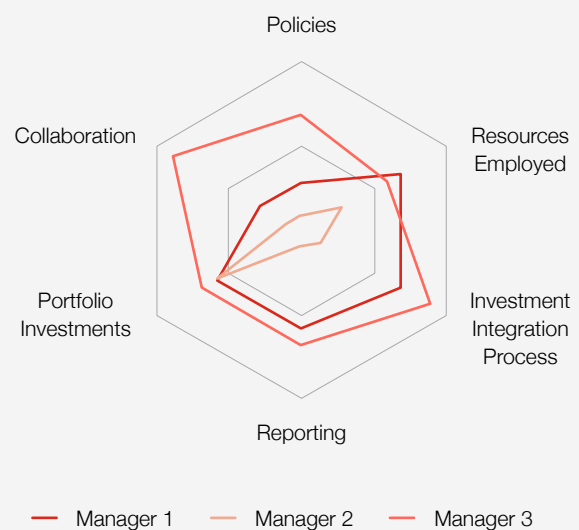 Policies
Collaboration
Resources
Employed
Portfolio
Investments
Investment
Integration
Process
Reporting
Manager 1
Manager 2
Manager 3